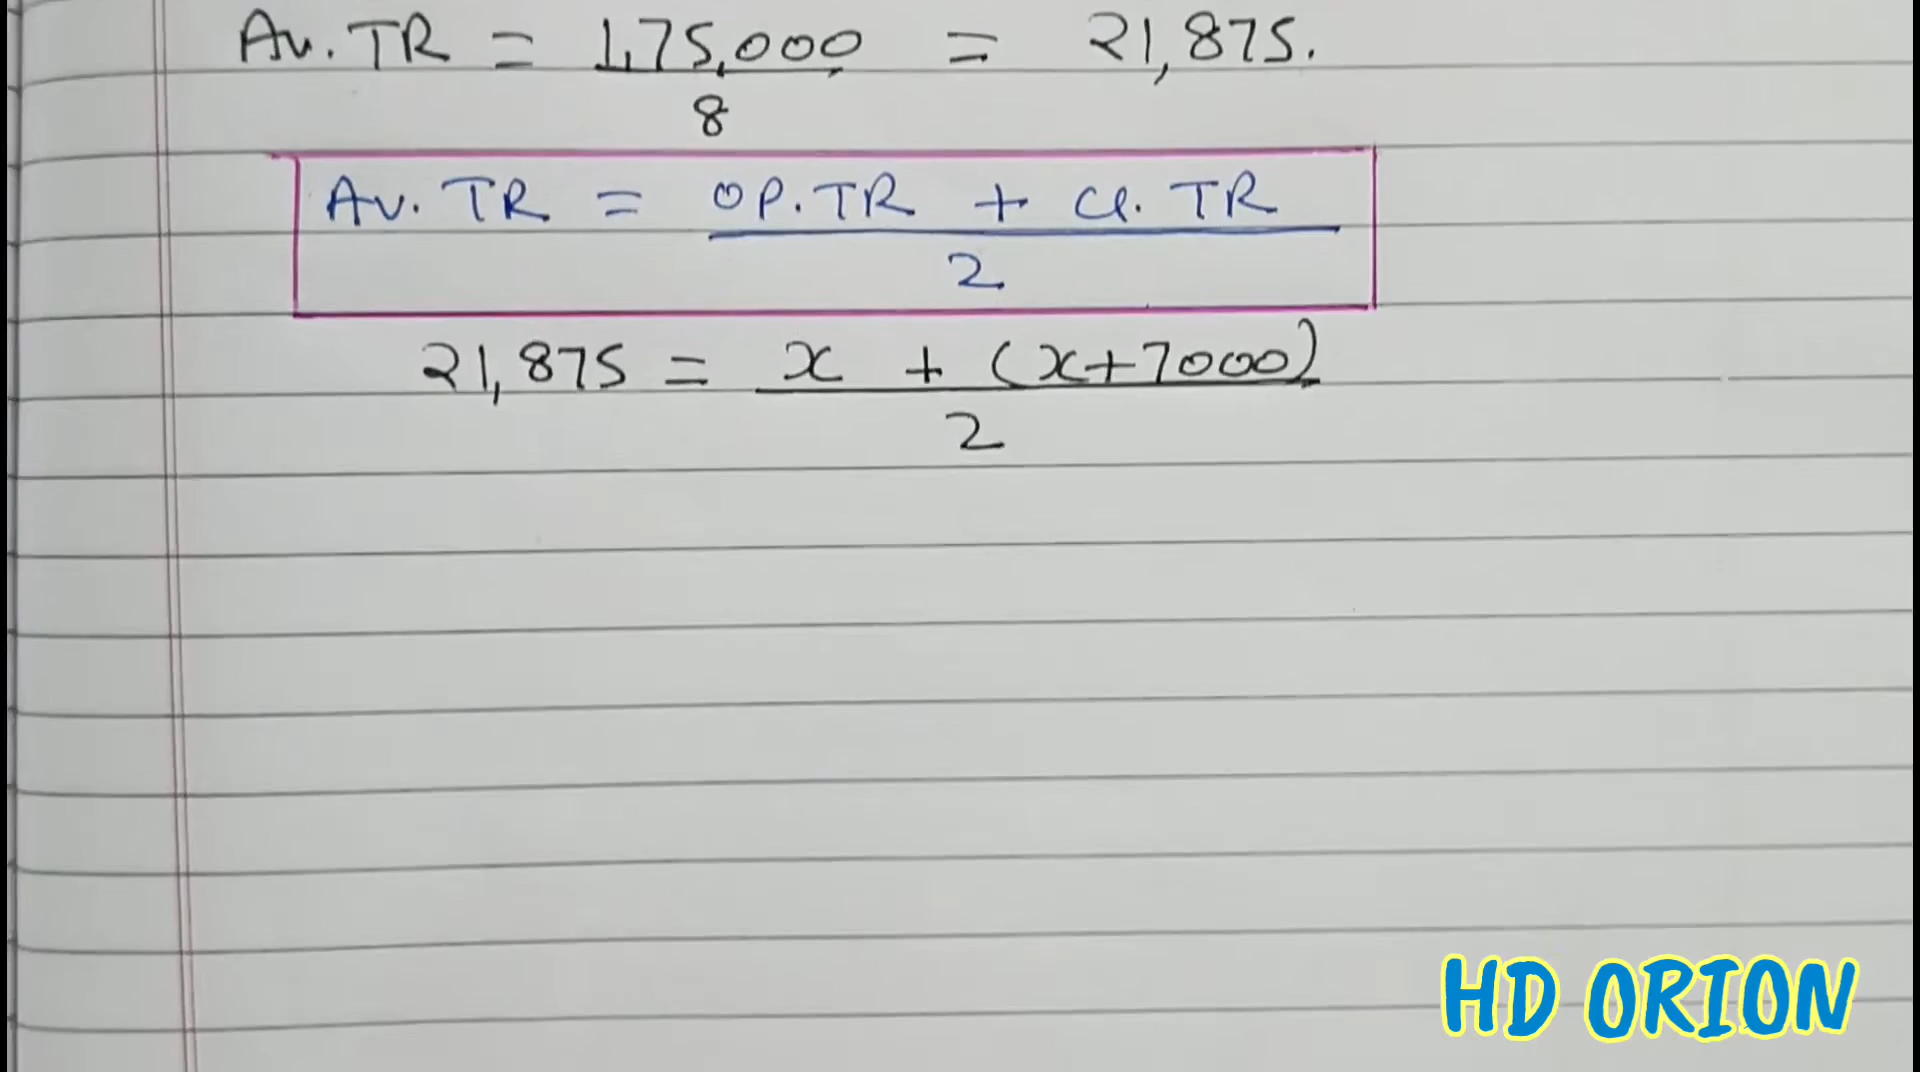 Av. TR = 1,75,000 = 21,875.
8
Av. TR = OP. TR + Cl. TR
2
21,875 = x + (x+7000)
2
HD ORION